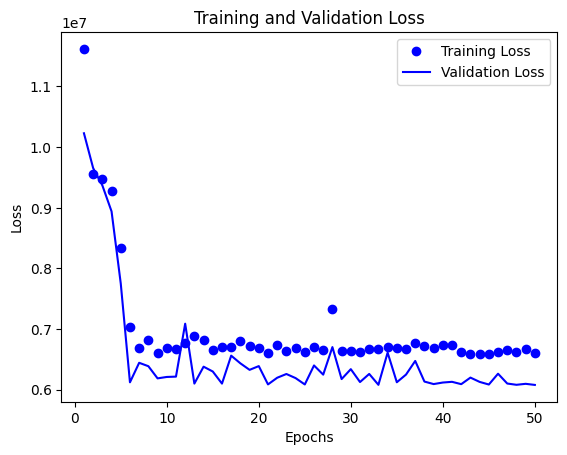 Training and Validation Loss
1e7
Training Loss
Validation Loss
1.1
1.0
0.9
0.8
0.7
0.6
Loss
0 10 20 30 40 50
Epochs